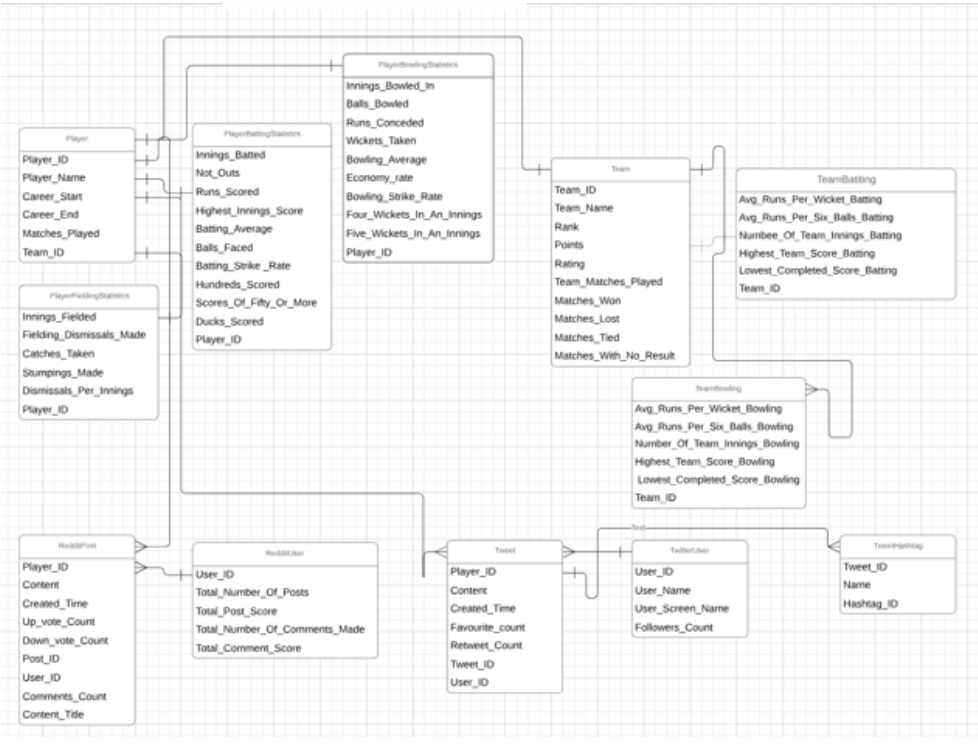 Player
Player_ID
Player_Name
Career_Start
Career_End
Matches_Played
Team_ID
PlayerBattingStatistics
Innings_Batted
Not_Outs
Runs_Scored
Highest_Innings_Score
Batting_Average
Balls_Faced
Batting_Strike _Rate
Hundreds_Scored
Scores_Of_Fifty_Or_More
Ducks_Scored
Player_ID
PlayerBowlingStatistics
Innings_Bowled_In
Balls_Bowled
Runs_Conceded
Wickets_Taken
Bowling_Average
Economy_rate
Bowling_Strike_Rate
Four_Wickets_In_An_Innings
Five_Wickets_In_An_Innings
Player_ID
Team
Team_ID
Team_Name
Rank
Points
Rating
Team_Matches_Played
Matches_Won
Matches_Lost
Matches_Tied
Matches_With_No_Result
TeamBatiting
Avg_Runs_Per_Wicket_Batting
Avg_Runs_Per_Six_Balls_Batting
Numbee_Of_Team_Innings_Batting
Highest_Team_Score_Batting
Lowest_Completed_Score_Batting
Team_ID
PlayerFieldingStatistics
Innings_Fielded
Fielding_Dismissals_Made
Catches_Taken
Stumpings_Made
Dismissals_Per_Innings
Player_ID
TeamBowling
Avg_Runs_Per_Wicket_Bowling
Avg_Runs_Per_Six_Balls_Bowling
Number_Of_Team_Innings_Bowling
Highest_Team_Score_Bowling
Lowest_Completed_Score_Bowling
Team_ID
RedditPost
Player_ID
Content
Created_Time
Up_vote_Count
Down_vote_Count
Post_ID
User_ID
Comments_Count
Content_Title
RedditUser
User_ID
Total_Number_Of_Posts
Total_Post_Score
Total_Number_Of_Comments_Made
Total_Comment_Score
Tweet
Player_ID
Content
Created_Time
Favourite_count
Retweet_Count
Tweet_ID
User_ID
Text
TwitterUser
User_ID
User_Name
User_Screen_Name
Followers_Count
TweetHashtag
Tweet_ID
Name
Hashtag_ID